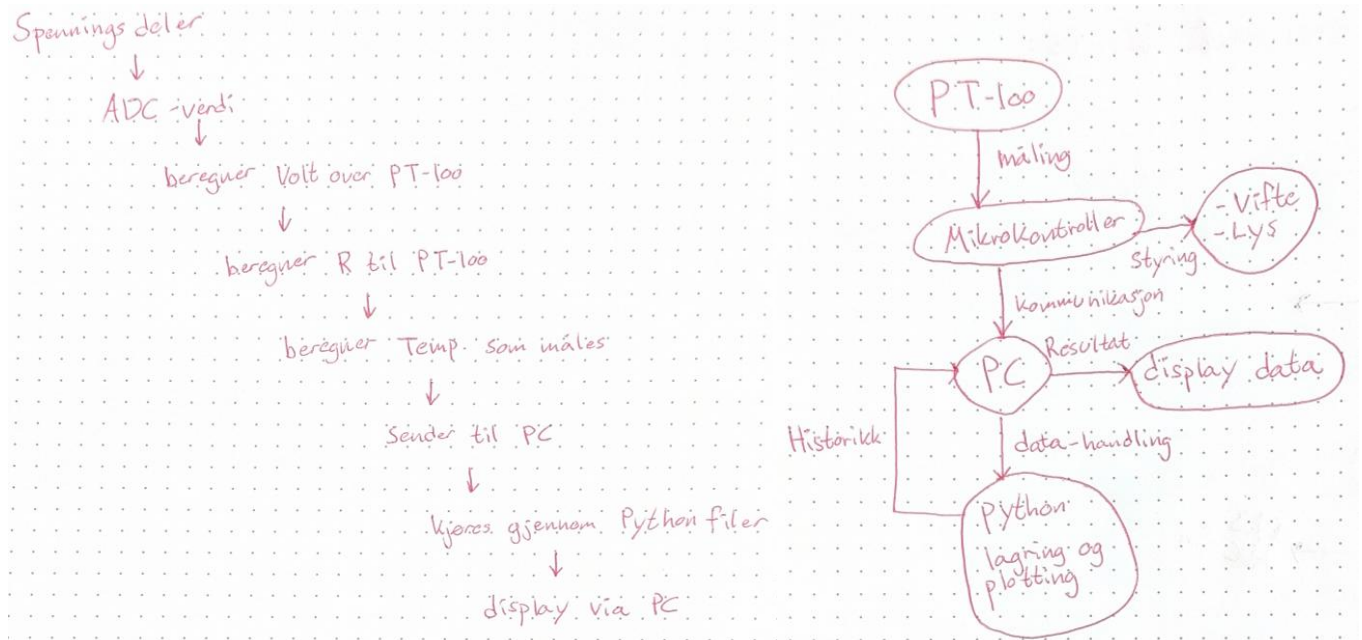 Spenningsdeler
ADC-verdi
beregner Volt over PT-100
beregner R til PT-100
beregner Temp. som måles
Sender til PC
kjøres gjennom Python filer
display via PC
PT-100
måling
Mikrokontroller
- Vifte
- Lys
Styring
kommunikasjon
PC
Resultat
display data
Historikk
data-handling
Python
lagring og
plotting